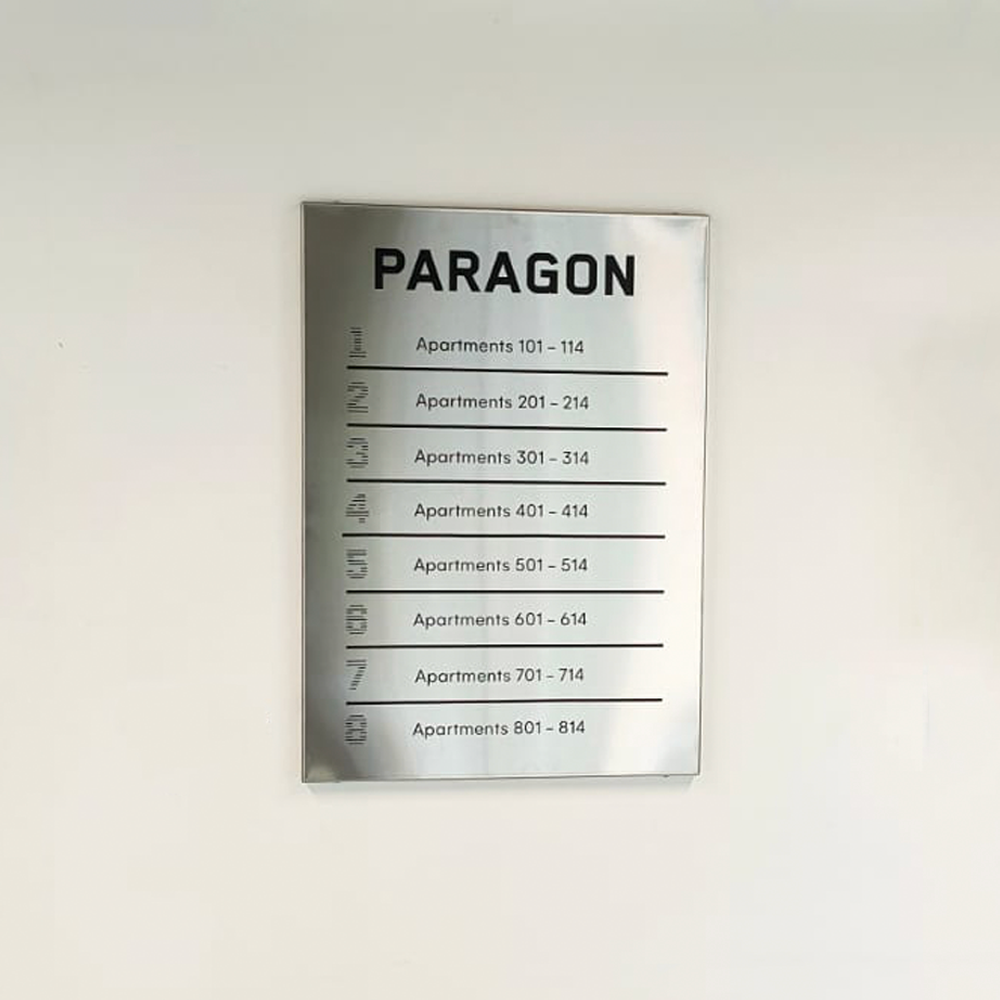 PARAGON
1 Apartments 101 – 114
2 Apartments 201 – 214
3 Apartments 301 – 314
4 Apartments 401 – 414
5 Apartments 501 – 514
6 Apartments 601 – 614
7 Apartments 701 – 714
8 Apartments 801 – 814